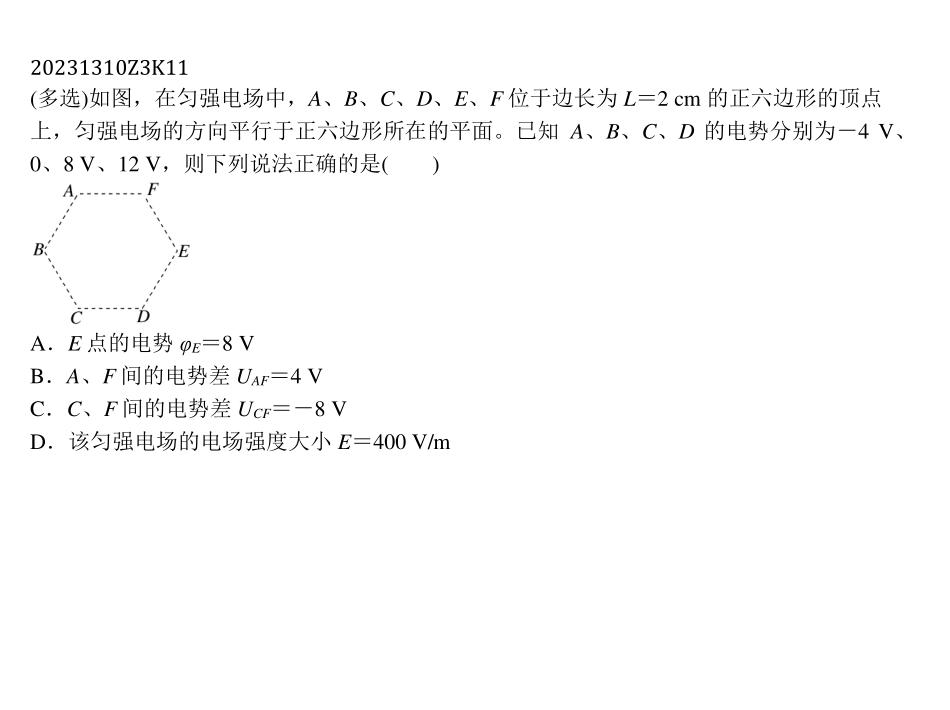 20231310Z3K11
(多选)如图，在匀强电场中，A、B、C、D、E、F位于边长为 L＝2 cm 的正六边形的顶点
上，匀强电场的方向平行于正六边形所在的平面。已知 A、B、C、D 的电势分别为－4 V、
0、8 V、12 V，则下列说法正确的是(　　)
A F
B E
C D
A．E 点的电势 φE＝8 V
B．A、F 间的电势差 UAF＝4 V
C．C、F 间的电势差 UCF＝－8 V
D．该匀强电场的电场强度大小 E＝400 V/m